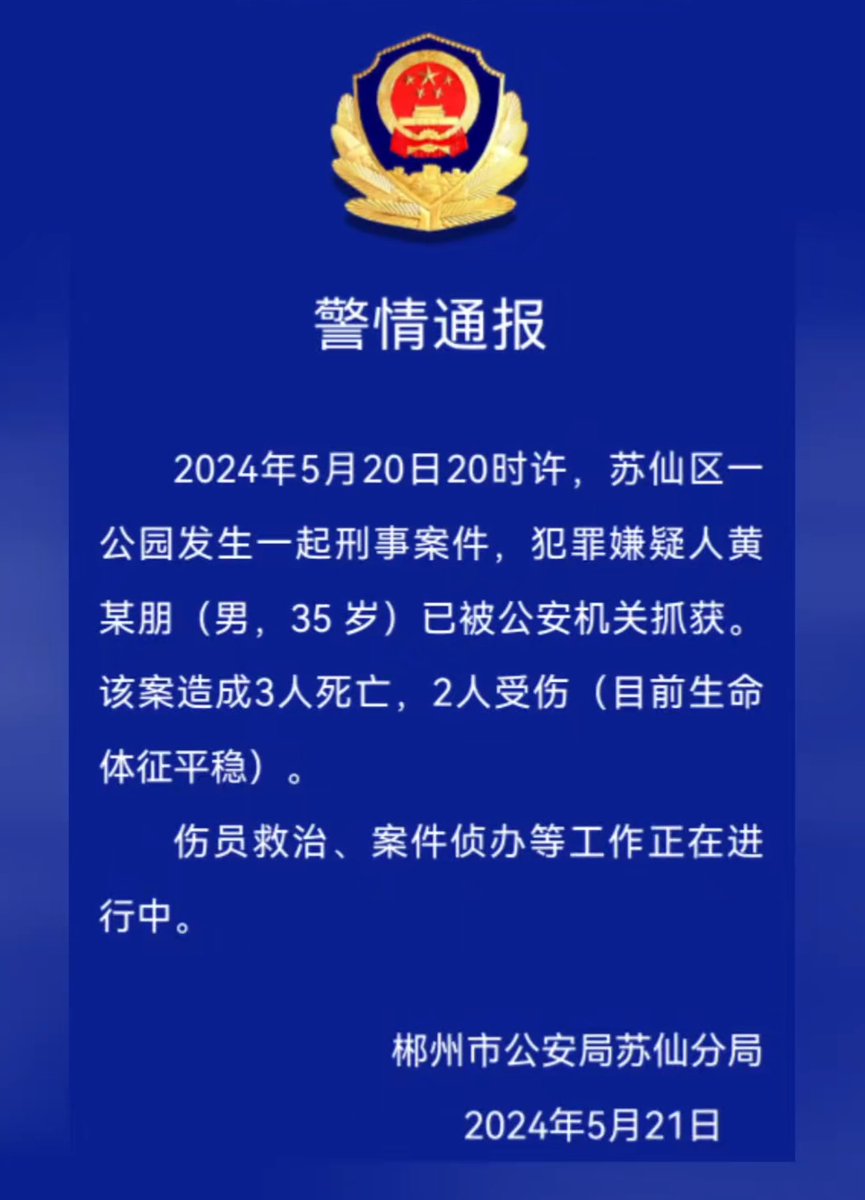 警情通报
2024年5月20日20时许，苏仙区一
公园发生一起刑事案件，犯罪嫌疑人黄
某朋（男，35 岁）已被公安机关抓获。
该案造成3人死亡，2人受伤（目前生命
体征平稳）。
伤员救治、案件侦办等工作正在进
行中。
郴州市公安局苏仙分局
2024年5月21日